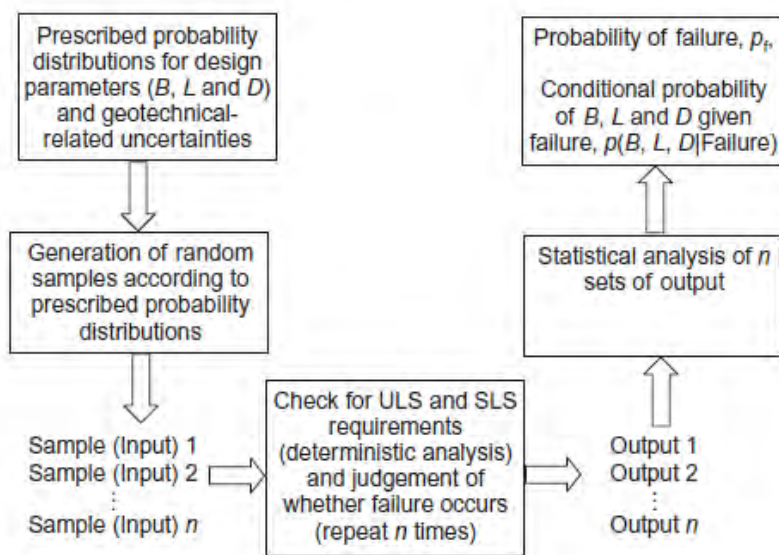 Prescribed probability
distributions for design
parameters (B, L and D)
and geotechnical-
related uncertainties
Generation of random
samples according to
prescribed probability
distributions
Sample (Input) 1
Sample (Input) 2
⋮
Sample (Input) n
Check for ULS and SLS
requirements
(deterministic analysis)
and judgement of
whether failure occurs
(repeat n times)
Output 1
Output 2
⋮
Output n
Statistical analysis of n
sets of output
Probability of failure, pf,
Conditional probability
of B, L and D given
failure, p(B, L, D|Failure)